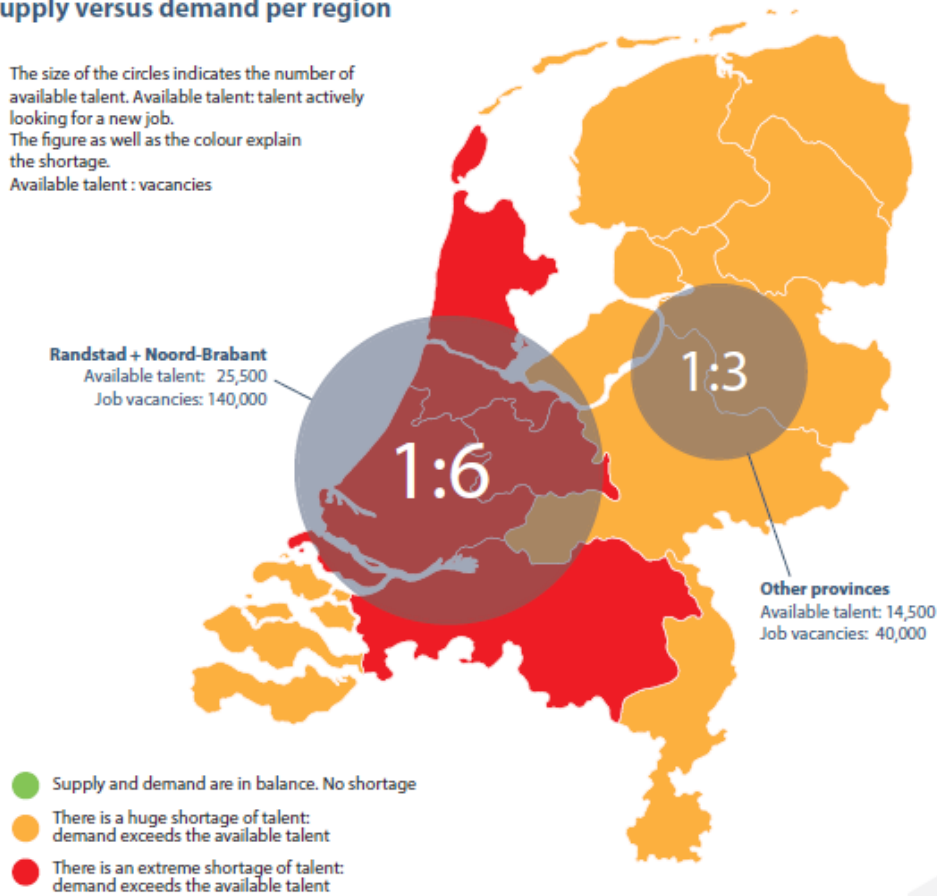 upply versus demand per region
The size of the circles indicates the number of
available talent. Available talent: talent actively
looking for a new job.
The figure as well as the colour explain
the shortage.
Available talent : vacancies
Randstad + Noord-Brabant
Available talent: 25,500
Job vacancies: 140,000
1:3
1:6
Other provinces
Available talent: 14,500
Job vacancies: 40,000
Supply and demand are in balance. No shortage
There is a huge shortage of talent:
demand exceeds the available talent
There is an extreme shortage of talent:
demand exceeds the available talent